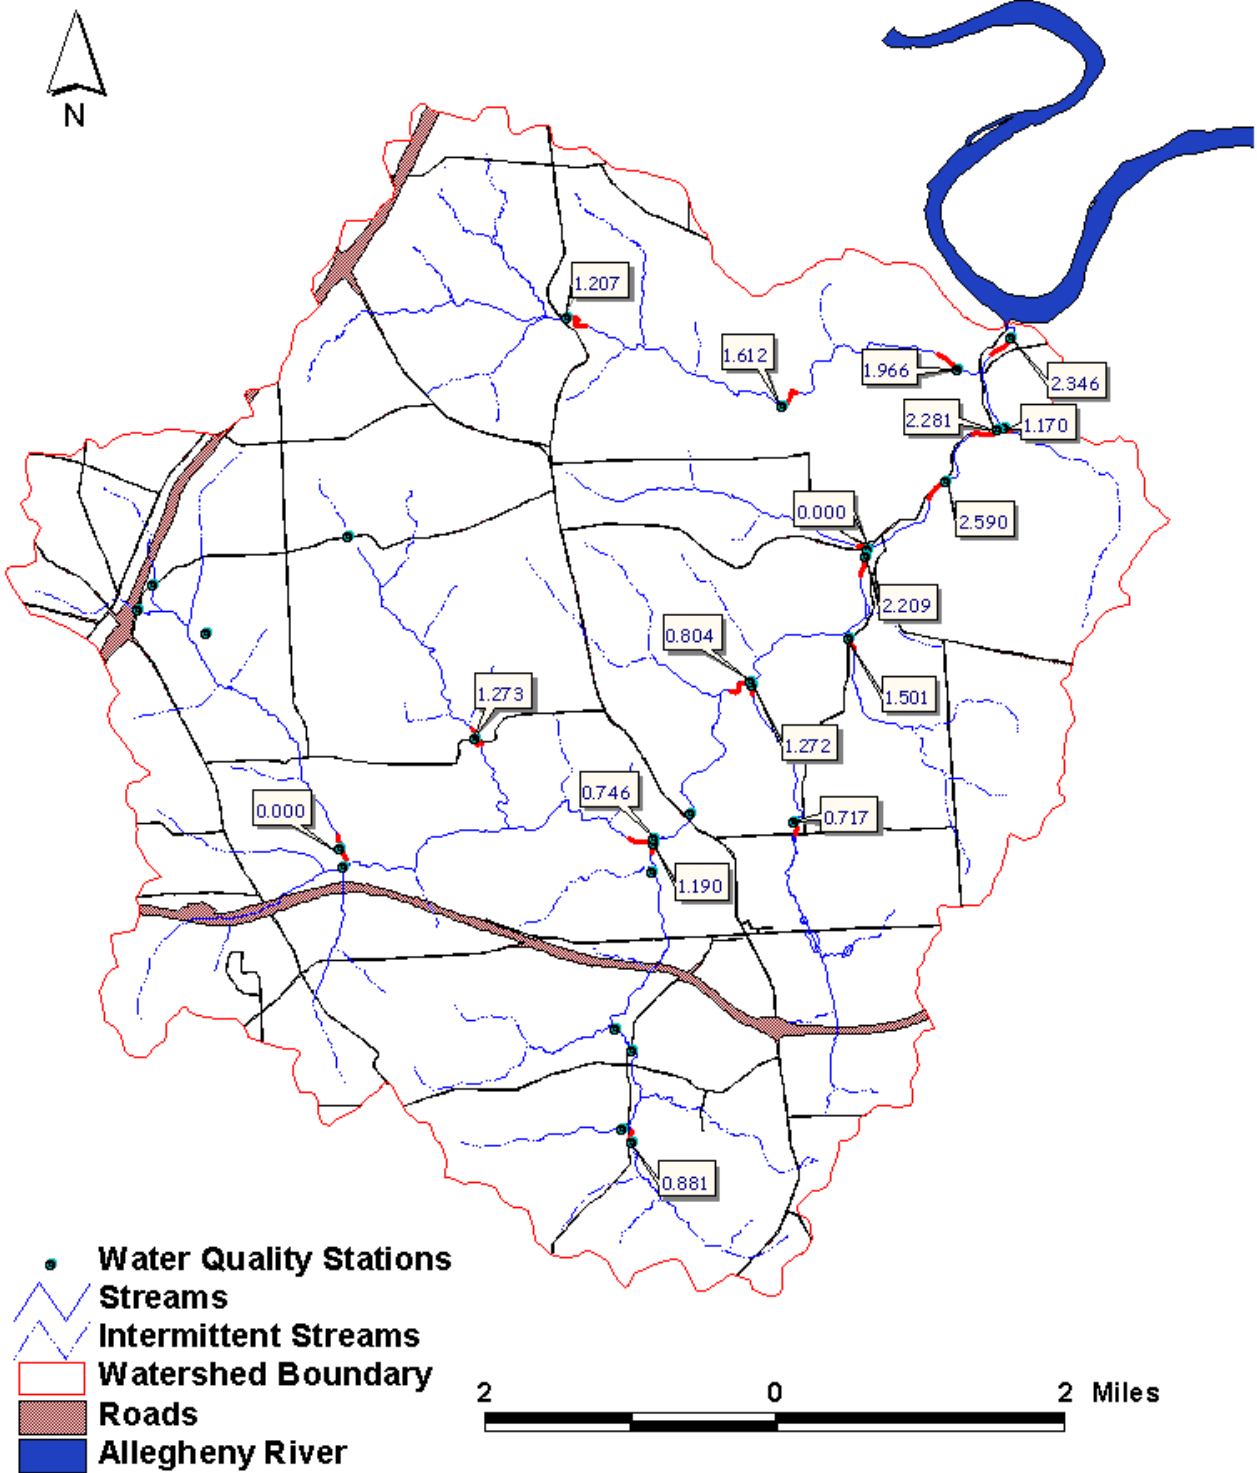 N
1.207
1.612
1.966
2.346
2.281
1.170
0.000
2.590
2.209
0.804
1.273
1.501
1.272
0.746
0.000
0.717
1.190
0.881
Water Quality Stations
Streams
Intermittent Streams
Watershed Boundary
Roads
Allegheny River
2 0 2 Miles